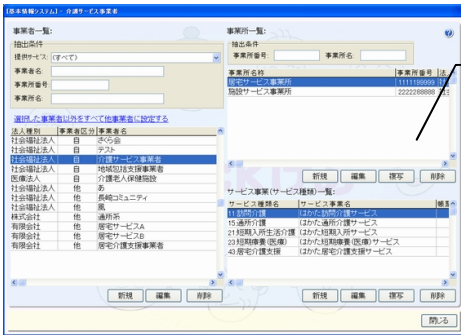 [基本情報システム] - 介護サービス事業者
事業者一覧:
抽出条件
提供サービス: (すべて)
事業者名:
事業所番号
事業所名:
選択した事業者以外をすべて他事業者に設定する
法人種別 事業者区分 事業者名
社会福祉法人 自 さくら会
社会福祉法人 自 テスト
社会福祉法人 自 介護サービス事業者
社会福祉法人 自 地域包括支援事業者
医療法人 自 介護老人保健施設
社会福祉法人 他 あ
社会福祉法人 他 長崎コミュニティ
社会福祉法人 他 風
株式会社 他 通所系
有限会社 他 居宅サービスA
有限会社 他 居宅サービスB
有限会社 他 居宅介護支援事業者
新規 編集 削除
事業所一覧:
抽出条件
事業所番号: 事業所名:
事業所名称 事業所番号 法人
居宅サービス事業所 1111199999 社会
施設サービス事業所 2222288888 社会
新規 編集 複写 削除
サービス事業(サービス種類)一覧:
サービス種類名 サービス事業名
11 訪問介護 はかた訪問介護サービス
15 通所介護 はかた通所介護サービス
21 短期入所生活介護 はかた短期入所サービス
23 短期療養(医療) はかた短期療養(医療)サービス
43 居宅介護支援 はかた居宅介護支援サービス
新規 編集 複写 削除
閉じる